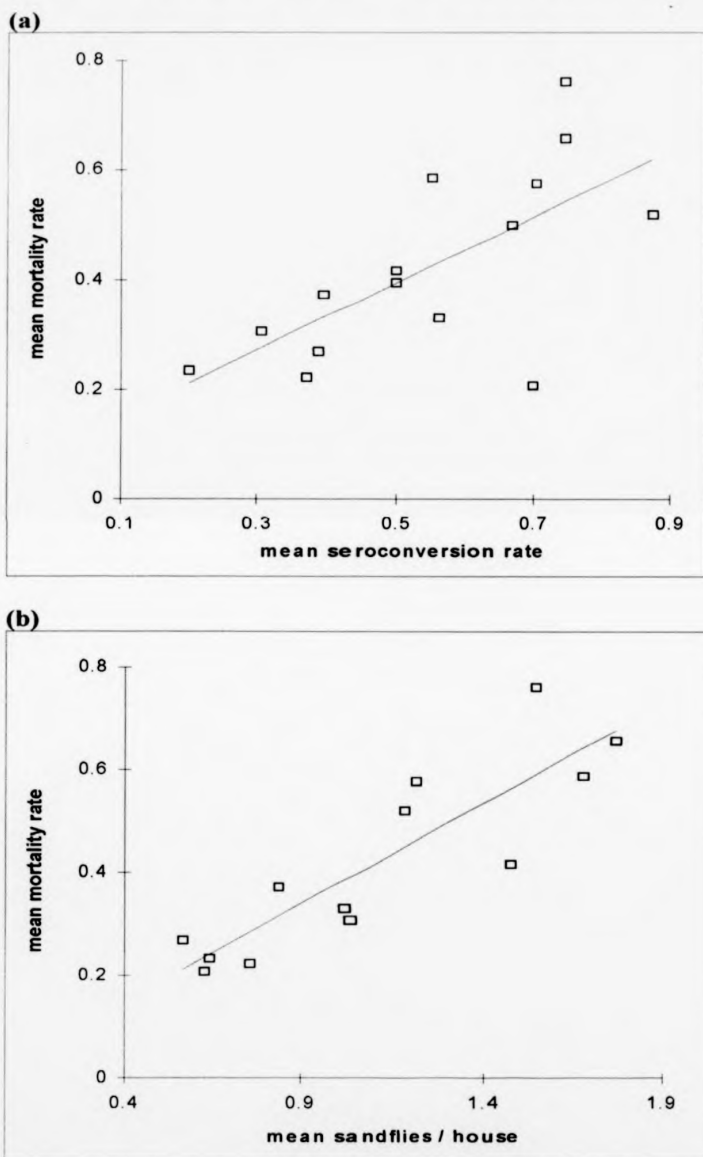 (a)
0.8
0.6
0.4
0.2
0
mean mortality rate
0.1 0.3 0.5 0.7 0.9
mean seroconversion rate
(b)
0.8
0.6
0.4
0.2
0
mean mortality rate
0.4 0.9 1.4 1.9
mean sandflies / house